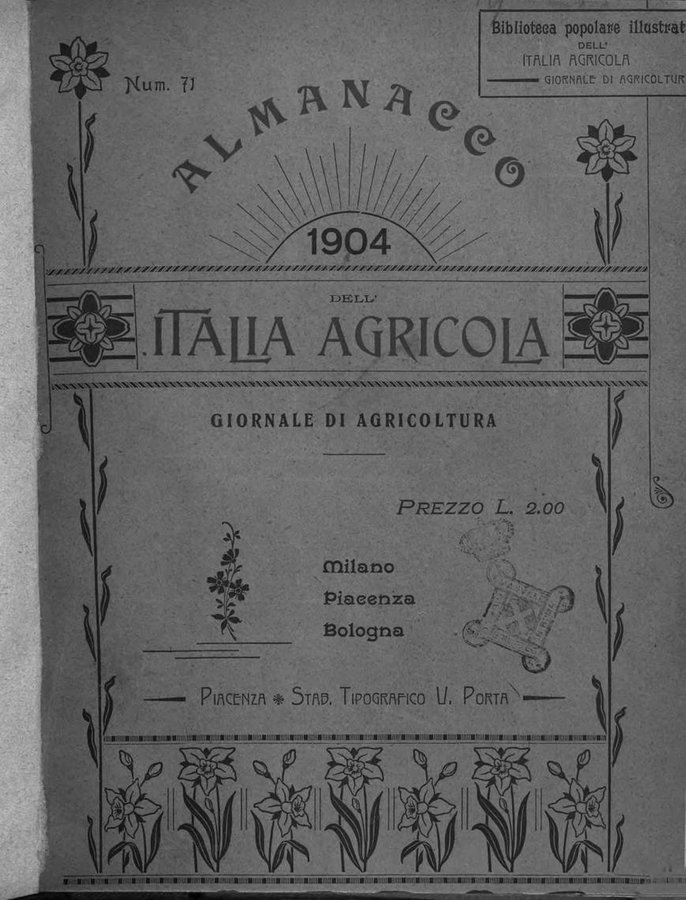 Num. 71
Biblioteca popolare illustrat
DELL'
ITALIA AGRICOLA
GIORNALE DI AGRICOLTUR
ALMANACCO
1904
DELL'
ITALIA AGRICOLA
GIORNALE DI AGRICOLTURA
PREZZO L. 2.00
Milano
Piacenza
Bologna
PIACENZA * STAB. TIPOGRAFICO V. PORTA